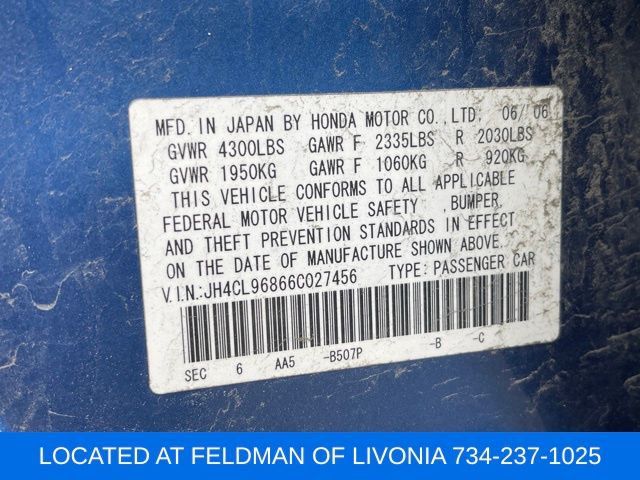 MFD. IN JAPAN BY HONDA MOTOR CO., LTD. 06/06
GVWR 4300LBS GAWR F 2335LBS R 2030LBS
GVWR 1950KG GAWR F 1060KG R 920KG
THIS VEHICLE CONFORMS TO ALL APPLICABLE
FEDERAL MOTOR VEHICLE SAFETY ,BUMPER,
AND THEFT PREVENTION STANDARDS IN EFFECT
ON THE DATE OF MANUFACTURE SHOWN ABOVE.
V.I.N:JH4CL96866C027456 TYPE: PASSENGER CAR
SEC 6 AA5 -B507P -B -C
LOCATED AT FELDMAN OF LIVONIA 734-237-1025